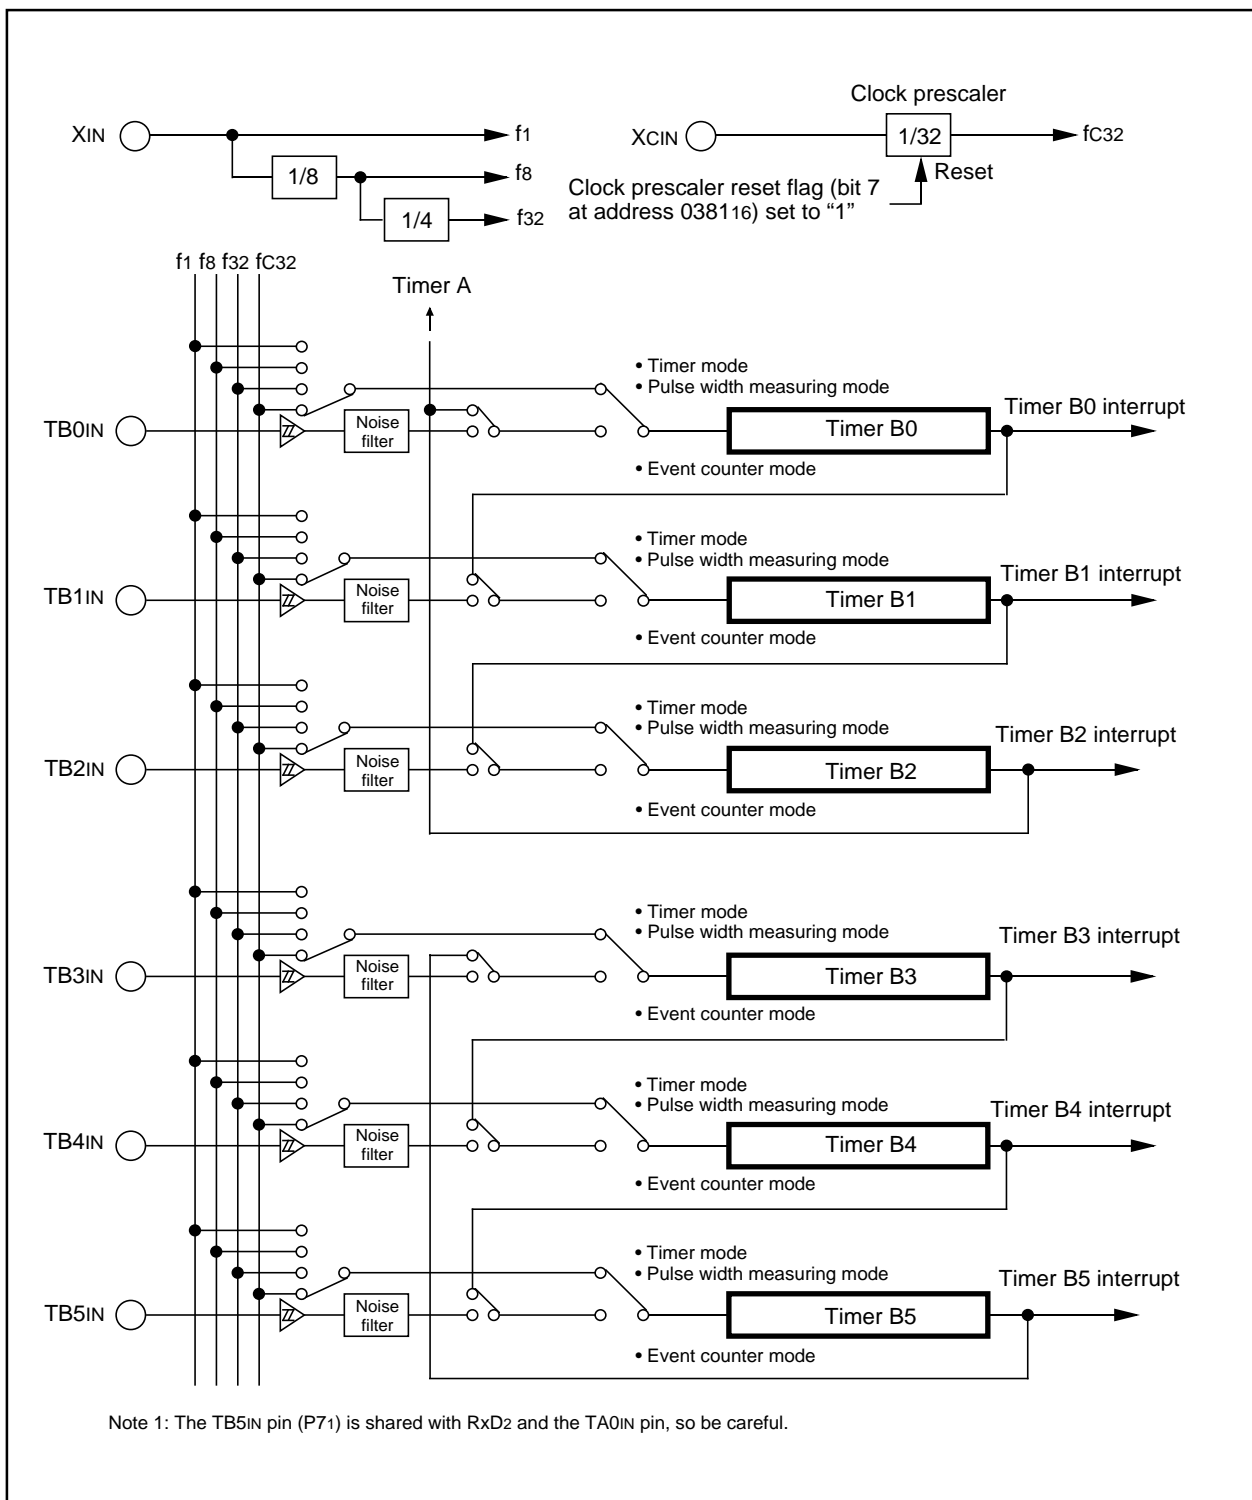 Clock prescaler
XIN
f1
XCIN
1/32
fC32
1/8
f8
Reset
Clock prescaler reset flag (bit 7
at address 038116) set to “1”
1/4
f32
f1 f8 f32 fC32
Timer A
• Timer mode
• Pulse width measuring mode
Timer B0 interrupt
TB0IN
Noise
filter
Timer B0
• Event counter mode
• Timer mode
• Pulse width measuring mode
Timer B1 interrupt
TB1IN
Noise
filter
Timer B1
• Event counter mode
• Timer mode
• Pulse width measuring mode
Timer B2 interrupt
TB2IN
Noise
filter
Timer B2
• Event counter mode
• Timer mode
• Pulse width measuring mode
Timer B3 interrupt
TB3IN
Noise
filter
Timer B3
• Event counter mode
• Timer mode
• Pulse width measuring mode
Timer B4 interrupt
TB4IN
Noise
filter
Timer B4
• Event counter mode
• Timer mode
• Pulse width measuring mode
Timer B5 interrupt
TB5IN
Noise
filter
Timer B5
• Event counter mode
Note 1: The TB5IN pin (P71) is shared with RxD2 and the TA0IN pin, so be careful.